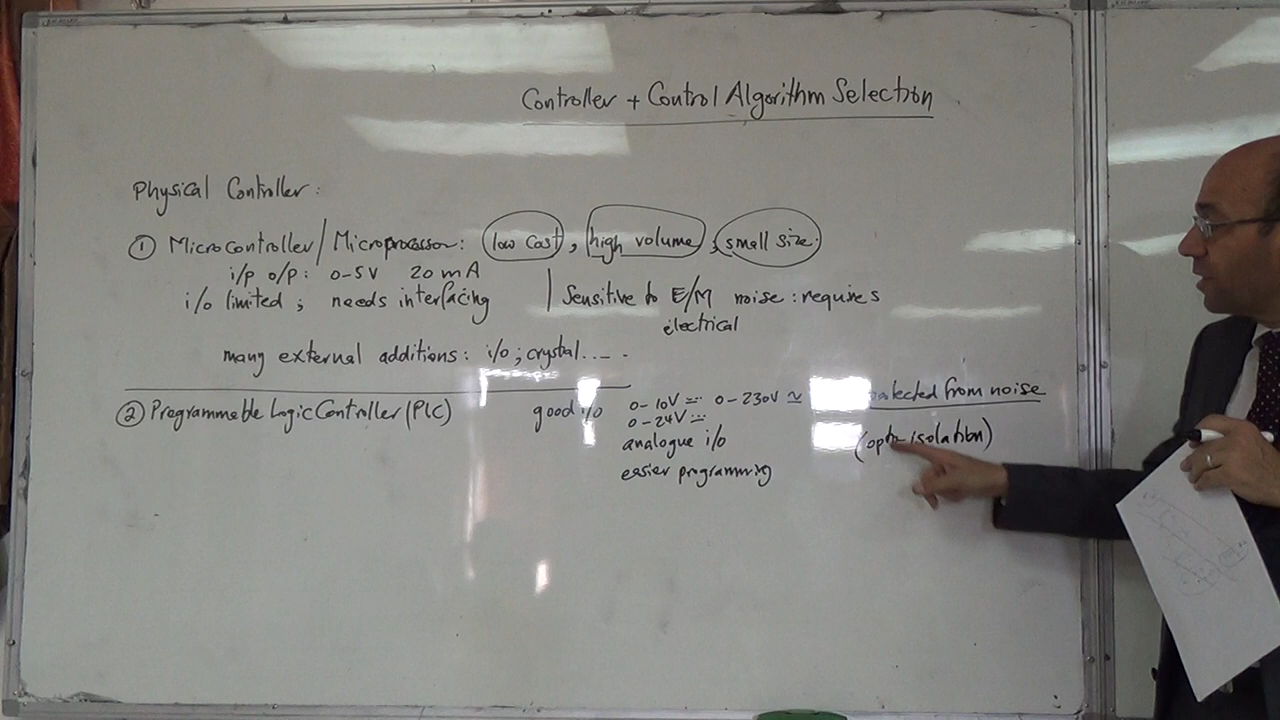 Controller + Control Algorithm Selection
Physical Controller:
① Microcontroller/Microprocessor: low cost, high volume, small size.
i/p o/p: 0-5V 20mA
i/o limited; needs interfacing | Sensitive to E/M noise: requires
electrical
many external additions: i/o; crystal.....
② Programmable Logic Controller (PLC) good i/o 0-10V ⎓ 0-230V ≃ from noise
0-24V ⎓
analogue i/o (opto-isolation)
easier programming